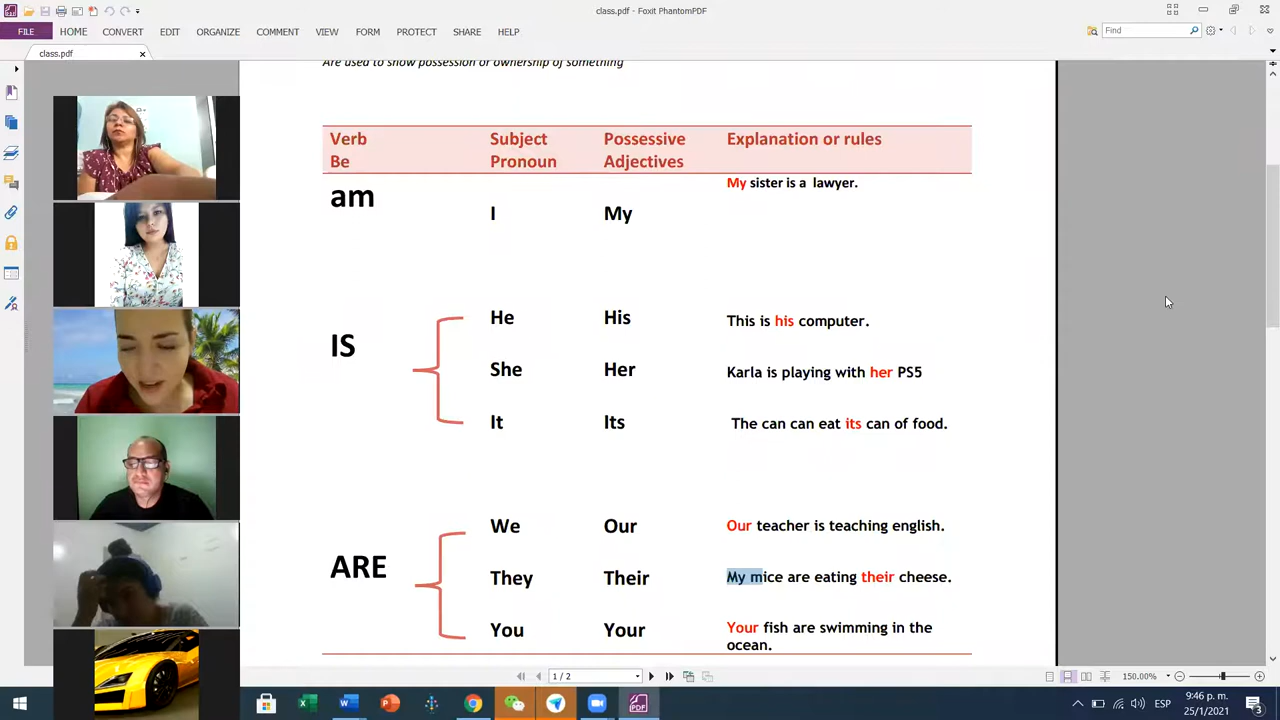 class.pdf - Foxit PhantomPDF
FILE HOME CONVERT EDIT ORGANIZE COMMENT VIEW FORM PROTECT SHARE HELP
Find
class.pdf
Are used to show possession or ownership of something
Verb Be
Subject Pronoun
Possessive Adjectives
Explanation or rules
am
I
My
My sister is a lawyer.
IS
He
His
This is his computer.
She
Her
Karla is playing with her PS5
It
Its
The can can eat its can of food.
ARE
We
Our
Our teacher is teaching english.
They
Their
My mice are eating their cheese.
You
Your
Your fish are swimming in the
ocean.
1 / 2
150.00%
ESP
9:46 p. m.
25/1/2021
3